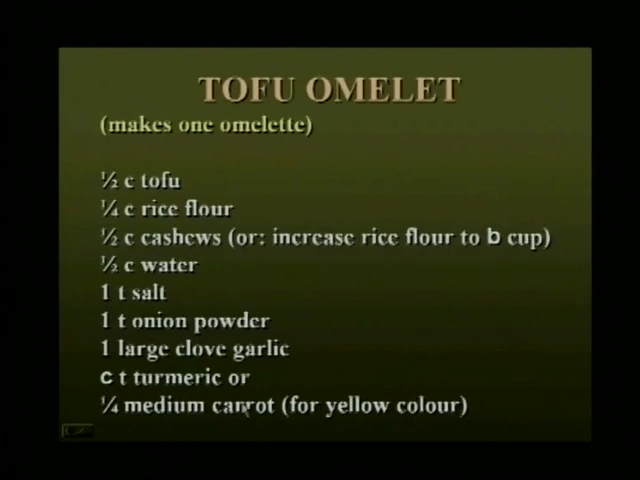 TOFU OMELET
(makes one omelette)
½ c tofu
¼ c rice flour
½ c cashews (or: increase rice flour to b cup)
½ c water
1 t salt
1 t onion powder
1 large clove garlic
c t turmeric or
¼ medium carrot (for yellow colour)